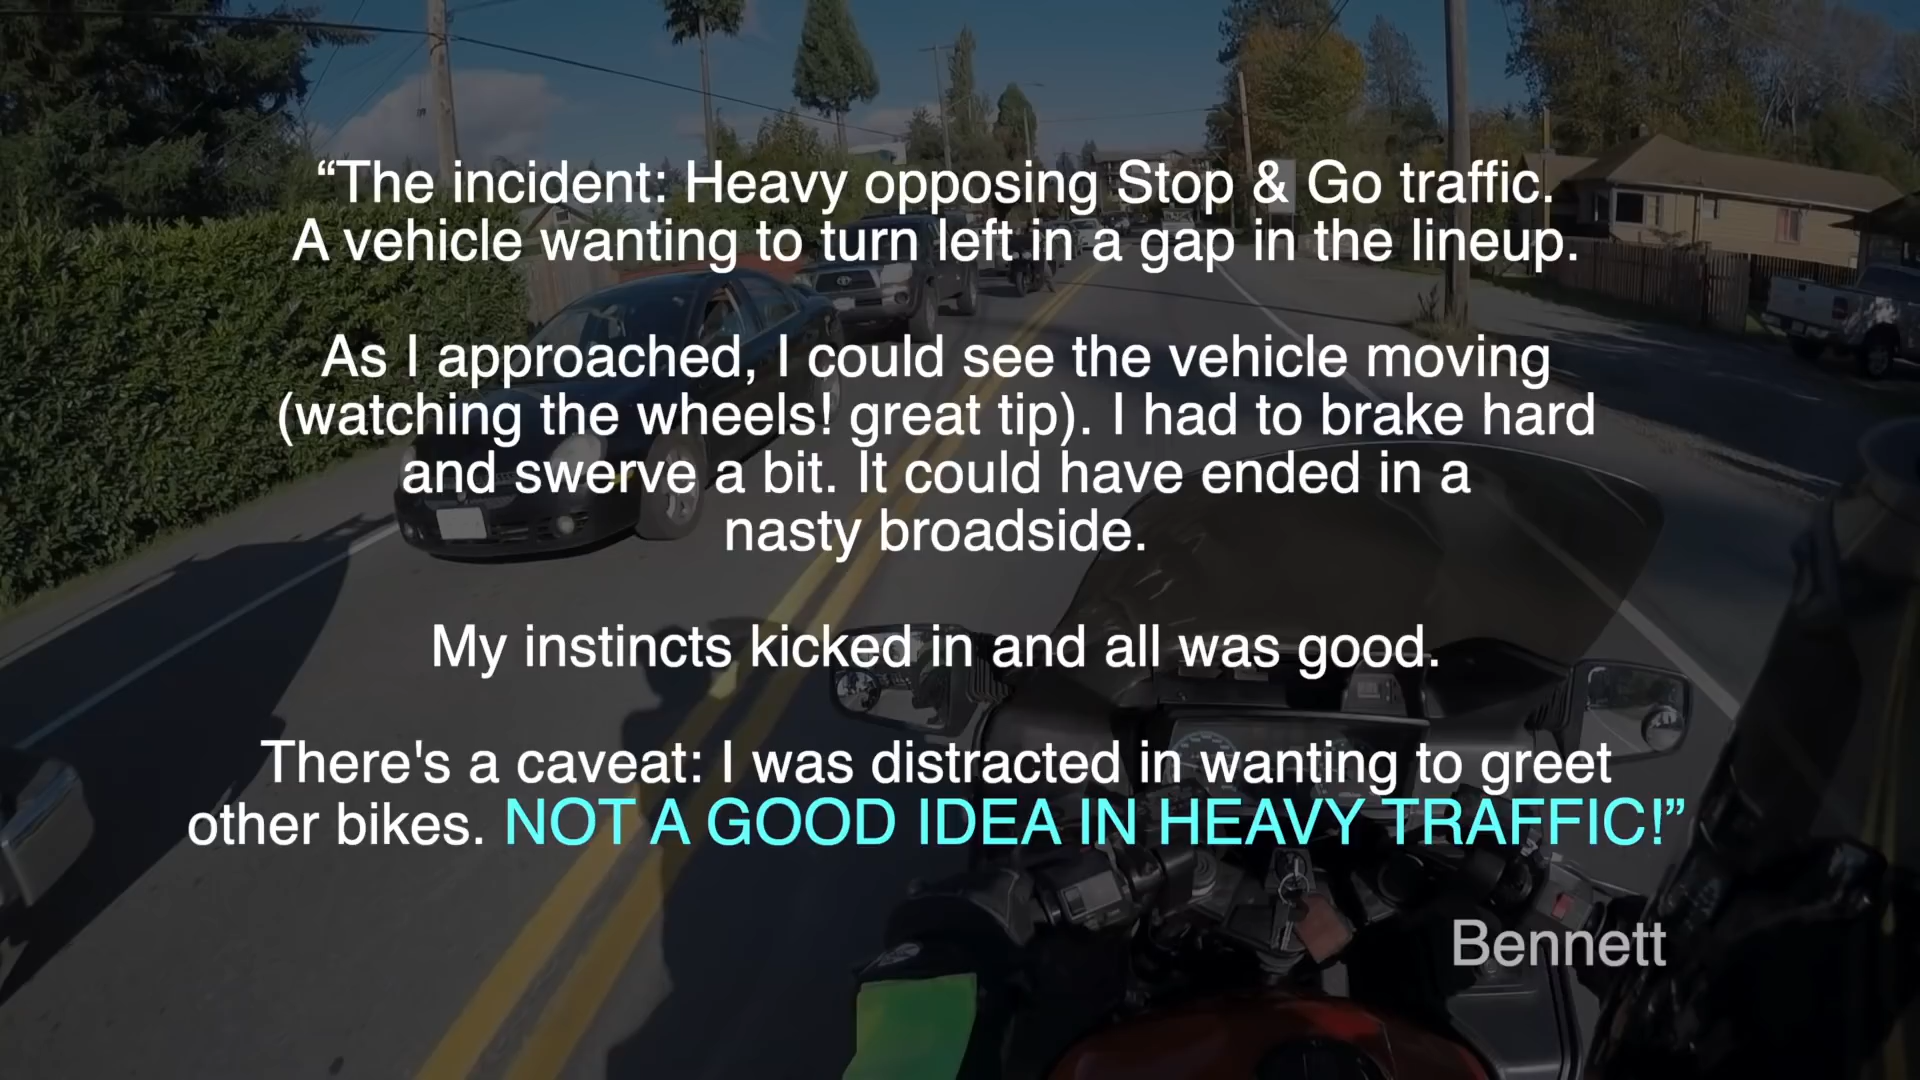 “The incident: Heavy opposing Stop & Go traffic.
A vehicle wanting to turn left in a gap in the lineup.
As I approached, I could see the vehicle moving
(watching the wheels! great tip). I had to brake hard
and swerve a bit. It could have ended in a
nasty broadside.
My instincts kicked in and all was good.
There's a caveat: I was distracted in wanting to greet
other bikes. NOT A GOOD IDEA IN HEAVY TRAFFIC!”
Bennett